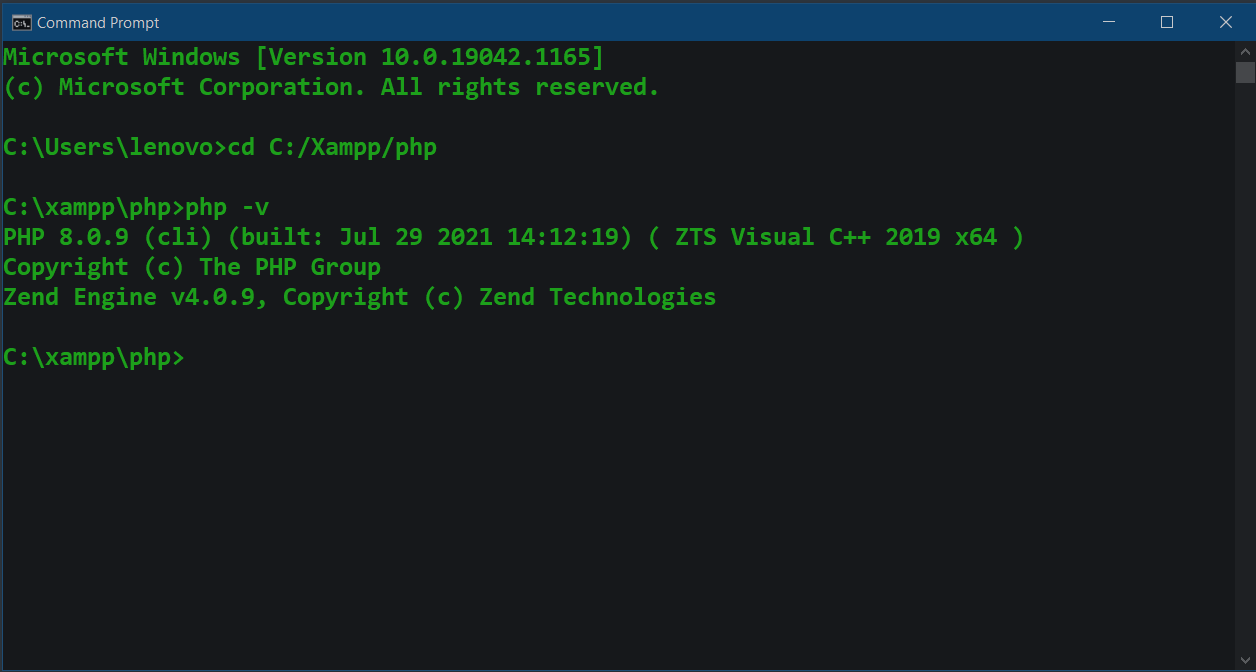 Command Prompt
Microsoft Windows [Version 10.0.19042.1165]
(c) Microsoft Corporation. All rights reserved.
C:\Users\lenovo>cd C:/Xampp/php
C:\xampp\php>php -v
PHP 8.0.9 (cli) (built: Jul 29 2021 14:12:19) ( ZTS Visual C++ 2019 x64 )
Copyright (c) The PHP Group
Zend Engine v4.0.9, Copyright (c) Zend Technologies
C:\xampp\php>